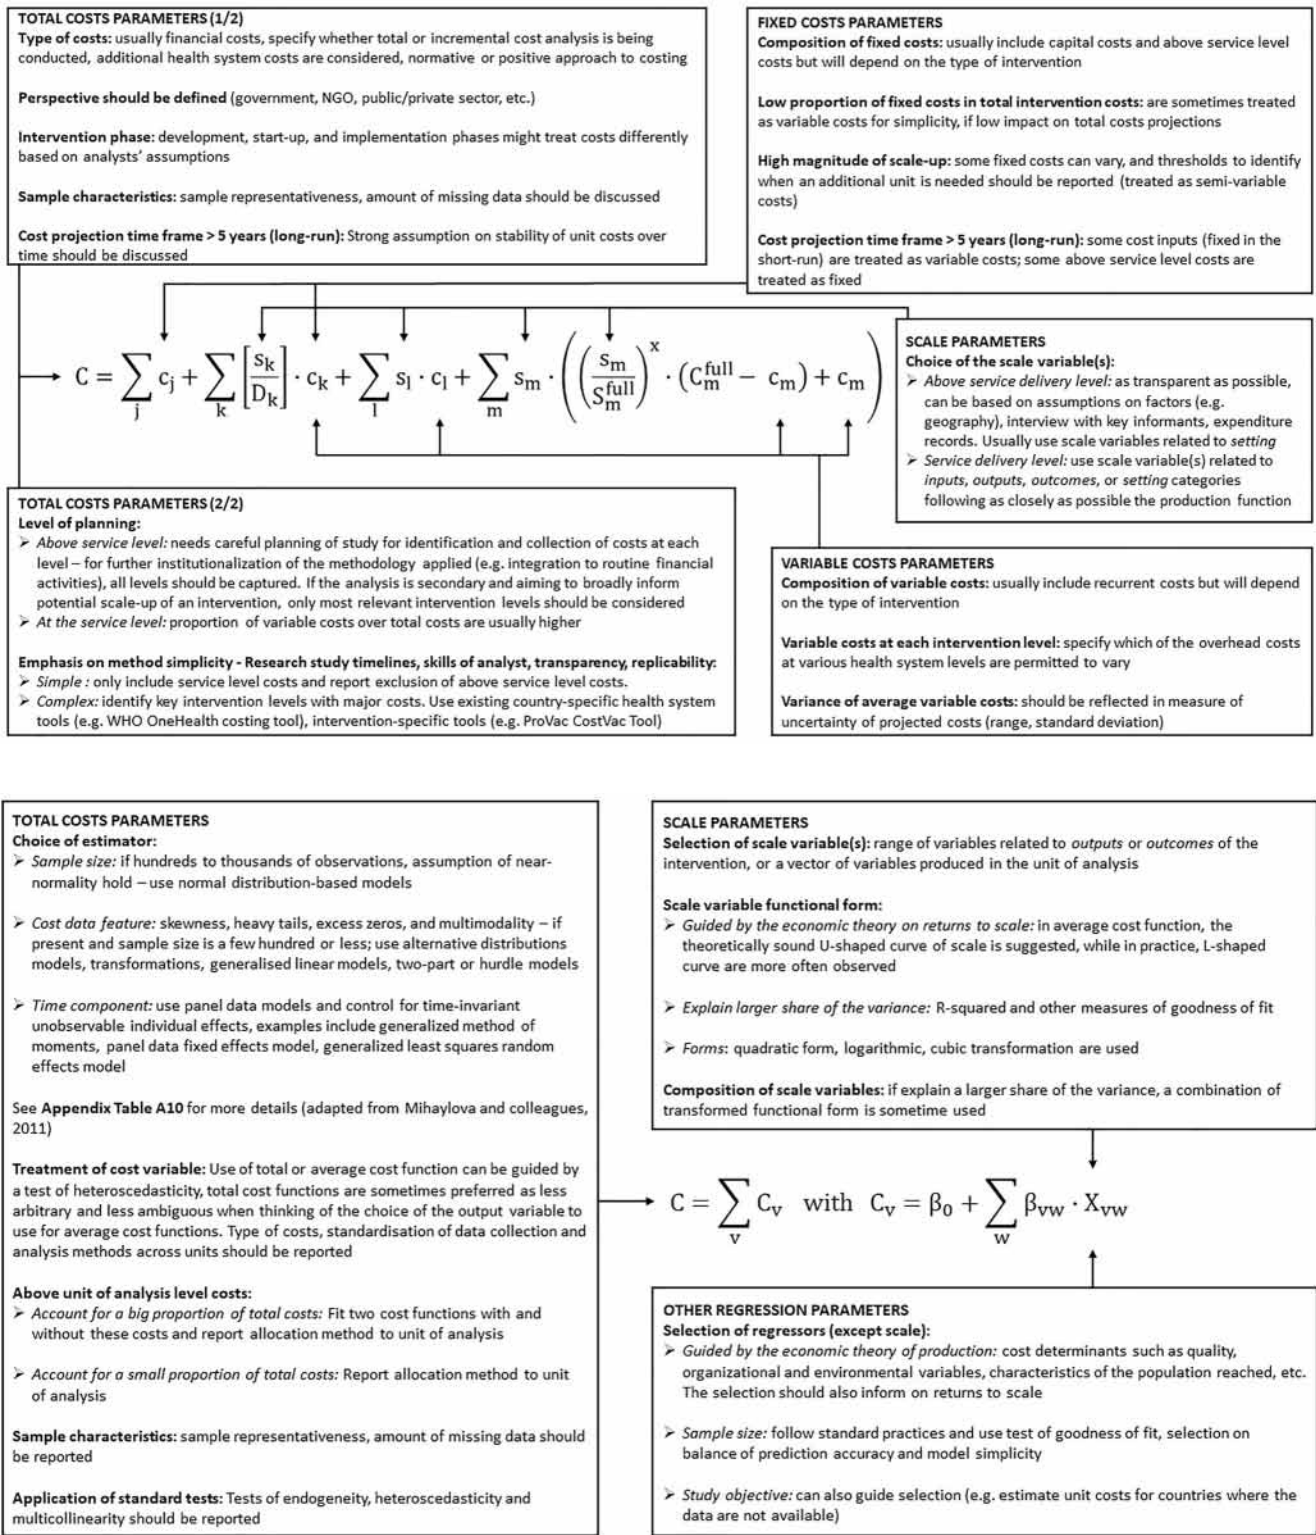 TOTAL COSTS PARAMETERS (1/2)
Type of costs: usually financial costs, specify whether total or incremental cost analysis is being
conducted, additional health system costs are considered, normative or positive approach to costing
Perspective should be defined (government, NGO, public/private sector, etc.)
Intervention phase: development, start-up, and implementation phases might treat costs differently
based on analysts' assumptions
Sample characteristics: sample representativeness, amount of missing data should be discussed
Cost projection time frame > 5 years (long-run): Strong assumption on stability of unit costs over
time should be discussed
FIXED COSTS PARAMETERS
Composition of fixed costs: usually include capital costs and above service level
costs but will depend on the type of intervention
Low proportion of fixed costs in total intervention costs: are sometimes treated
as variable costs for simplicity, if low impact on total costs projections
High magnitude of scale-up: some fixed costs can vary, and thresholds to identify
when an additional unit is needed should be reported (treated as semi-variable
costs)
Cost projection time frame > 5 years (long-run): some cost inputs (fixed in the
short-run) are treated as variable costs; some above service level costs are
treated as fixed
C = ∑_j c_j + ∑_k [s_k / D_k] · c_k + ∑_l s_l · c_l + ∑_m s_m · ((s_m / S_m^full)^x · (C_m^full − c_m) + c_m)
SCALE PARAMETERS
Choice of the scale variable(s):
➢ Above service delivery level: as transparent as possible,
can be based on assumptions on factors (e.g.
geography), interview with key informants, expenditure
records. Usually use scale variables related to setting
➢ Service delivery level: use scale variable(s) related to
inputs, outputs, outcomes, or setting categories
following as closely as possible the production function
TOTAL COSTS PARAMETERS (2/2)
Level of planning:
➢ Above service level: needs careful planning of study for identification and collection of costs at each
level – for further institutionalization of the methodology applied (e.g. integration to routine financial
activities), all levels should be captured. If the analysis is secondary and aiming to broadly inform
potential scale-up of an intervention, only most relevant intervention levels should be considered
➢ At the service level: proportion of variable costs over total costs are usually higher
Emphasis on method simplicity - Research study timelines, skills of analyst, transparency, replicability:
➢ Simple : only include service level costs and report exclusion of above service level costs.
➢ Complex: identify key intervention levels with major costs. Use existing country-specific health system
tools (e.g. WHO OneHealth costing tool), intervention-specific tools (e.g. ProVac CostVac Tool)
VARIABLE COSTS PARAMETERS
Composition of variable costs: usually include recurrent costs but will depend
on the type of intervention
Variable costs at each intervention level: specify which of the overhead costs
at various health system levels are permitted to vary
Variance of average variable costs: should be reflected in measure of
uncertainty of projected costs (range, standard deviation)
TOTAL COSTS PARAMETERS
Choice of estimator:
➢ Sample size: if hundreds to thousands of observations, assumption of near-
normality hold – use normal distribution-based models
➢ Cost data feature: skewness, heavy tails, excess zeros, and multimodality – if
present and sample size is a few hundred or less; use alternative distributions
models, transformations, generalised linear models, two-part or hurdle models
➢ Time component: use panel data models and control for time-invariant
unobservable individual effects, examples include generalized method of
moments, panel data fixed effects model, generalized least squares random
effects model
See Appendix Table A10 for more details (adapted from Mihaylova and colleagues,
2011)
Treatment of cost variable: Use of total or average cost function can be guided by
a test of heteroscedasticity, total cost functions are sometimes preferred as less
arbitrary and less ambiguous when thinking of the choice of the output variable to
use for average cost functions. Type of costs, standardisation of data collection and
analysis methods across units should be reported
Above unit of analysis level costs:
➢ Account for a big proportion of total costs: Fit two cost functions with and
without these costs and report allocation method to unit of analysis
➢ Account for a small proportion of total costs: Report allocation method to unit
of analysis
Sample characteristics: sample representativeness, amount of missing data should
be reported
Application of standard tests: Tests of endogeneity, heteroscedasticity and
multicollinearity should be reported
SCALE PARAMETERS
Selection of scale variable(s): range of variables related to outputs or outcomes of the
intervention, or a vector of variables produced in the unit of analysis
Scale variable functional form:
➢ Guided by the economic theory on returns to scale: in average cost function, the
theoretically sound U-shaped curve of scale is suggested, while in practice, L-shaped
curve are more often observed
➢ Explain larger share of the variance: R-squared and other measures of goodness of fit
➢ Forms: quadratic form, logarithmic, cubic transformation are used
Composition of scale variables: if explain a larger share of the variance, a combination of
transformed functional form is sometime used
C = ∑_v C_v with C_v = β_0 + ∑_w β_vw · X_vw
OTHER REGRESSION PARAMETERS
Selection of regressors (except scale):
➢ Guided by the economic theory of production: cost determinants such as quality,
organizational and environmental variables, characteristics of the population reached, etc.
The selection should also inform on returns to scale
➢ Sample size: follow standard practices and use test of goodness of fit, selection on
balance of prediction accuracy and model simplicity
➢ Study objective: can also guide selection (e.g. estimate unit costs for countries where the
data are not available)